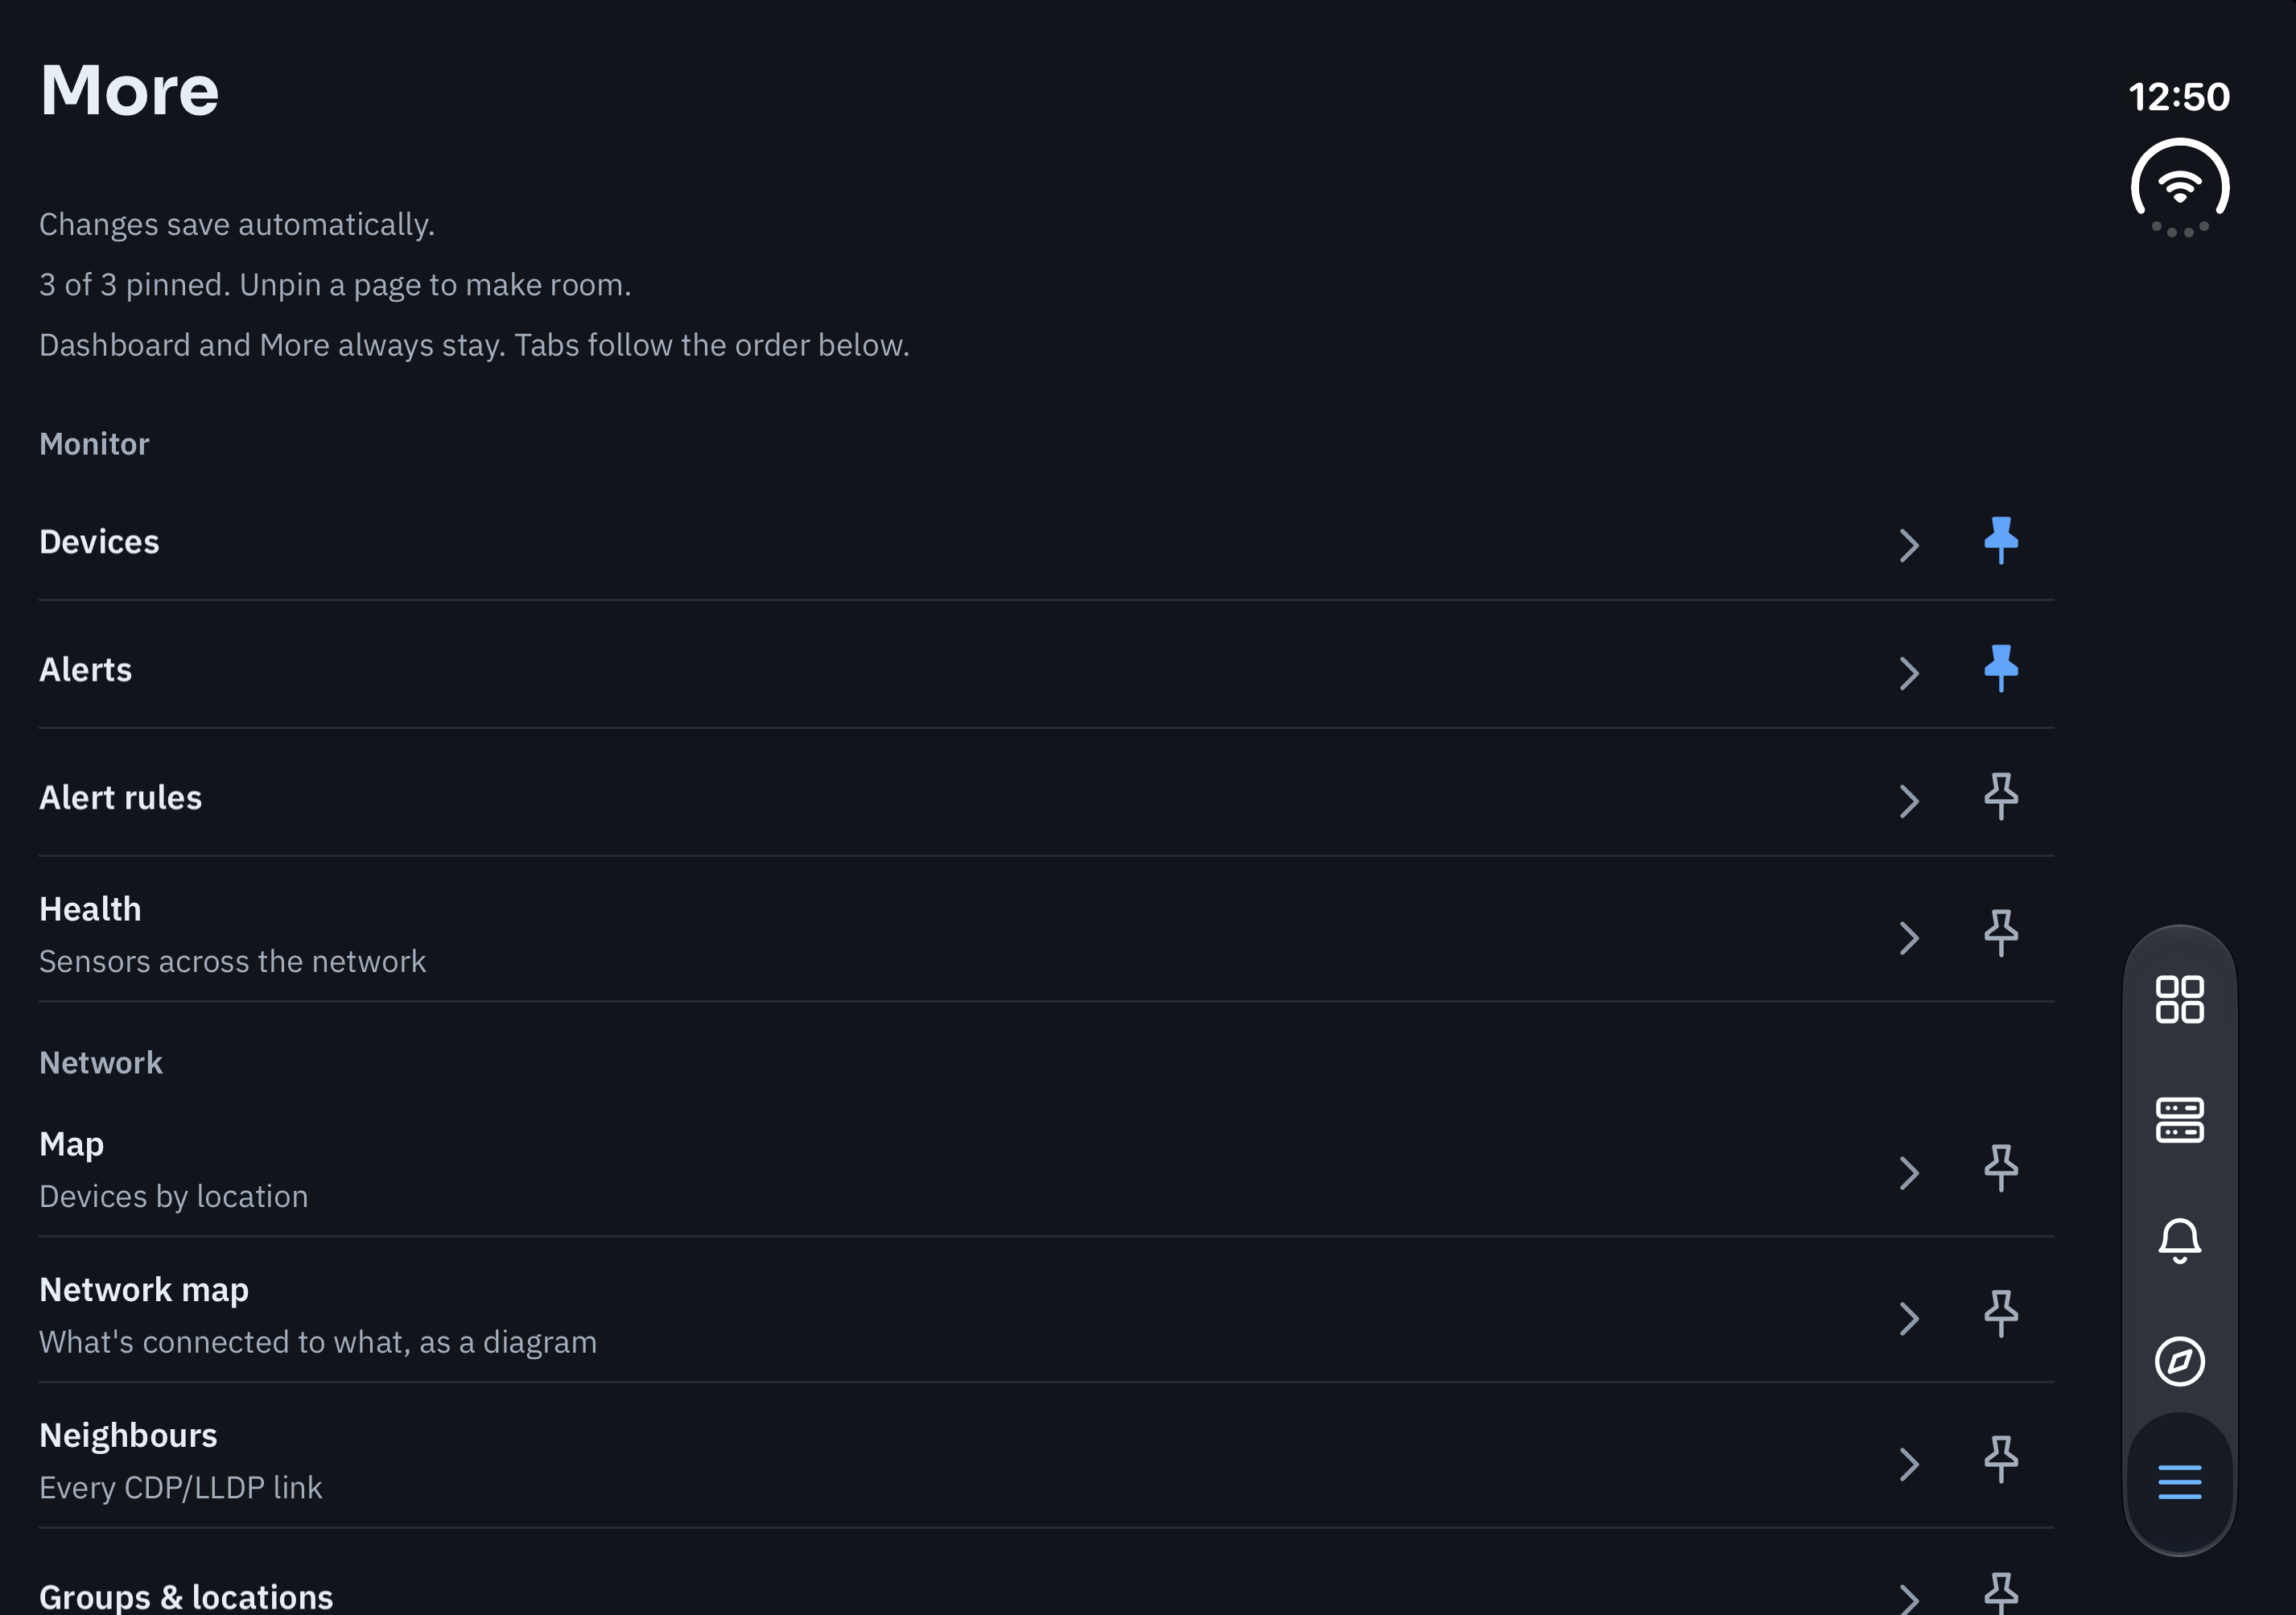 More
12:50
Changes save automatically.
3 of 3 pinned. Unpin a page to make room.
Dashboard and More always stay. Tabs follow the order below.
Monitor
Devices
Alerts
Alert rules
Health
Sensors across the network
Network
Map
Devices by location
Network map
What's connected to what, as a diagram
Neighbours
Every CDP/LLDP link
Groups & locations